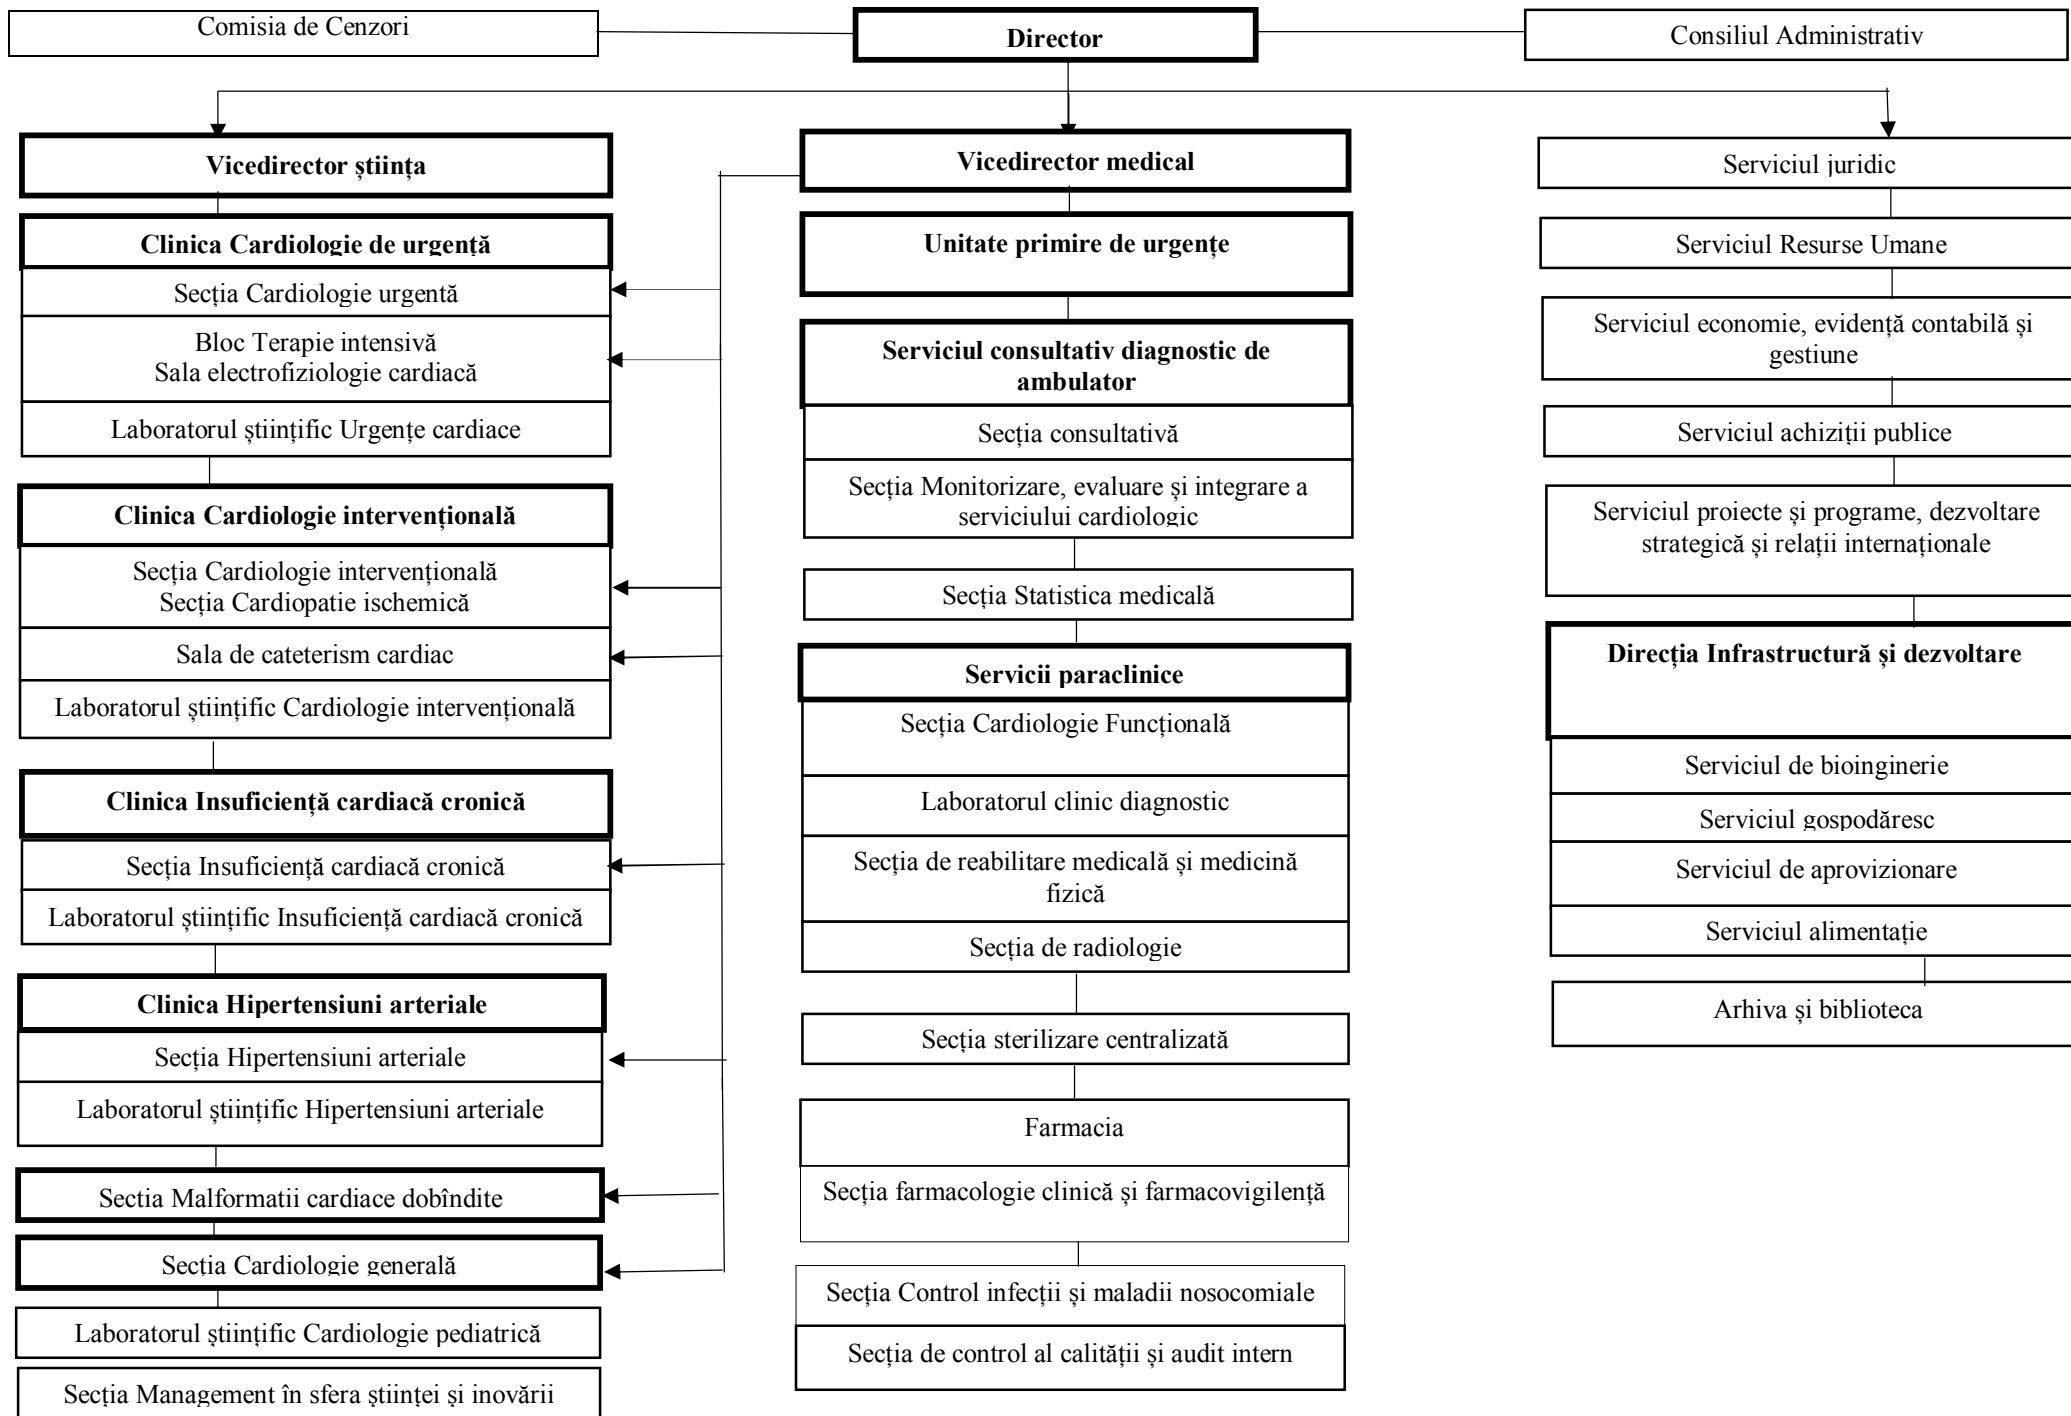 Comisia de Cenzori
Director
Consiliul Administrativ
Vicedirector știința
Clinica Cardiologie de urgență
Secția Cardiologie urgentă
Bloc Terapie intensivă
Sala electrofiziologie cardiacă
Laboratorul științific Urgențe cardiace
Clinica Cardiologie intervențională
Secția Cardiologie intervențională
Secția Cardiopatie ischemică
Sala de cateterism cardiac
Laboratorul științific Cardiologie intervențională
Clinica Insuficiență cardiacă cronică
Secția Insuficiență cardiacă cronică
Laboratorul științific Insuficiență cardiacă cronică
Clinica Hipertensiuni arteriale
Secția Hipertensiuni arteriale
Laboratorul științific Hipertensiuni arteriale
Sectia Malformatii cardiace dobîndite
Sectia Cardiologie generală
Laboratorul științific Cardiologie pediatrică
Secția Management în sfera științei și inovării
Vicedirector medical
Unitate primire de urgențe
Serviciul consultativ diagnostic de
ambulator
Secția consultativă
Secția Monitorizare, evaluare și integrare a
serviciului cardiologic
Secția Statistica medicală
Servicii paraclinice
Secția Cardiologie Funcțională
Laboratorul clinic diagnostic
Secția de reabilitare medicală și medicină
fizică
Secția de radiologie
Secția sterilizare centralizată
Farmacia
Secția farmacologie clinică și farmacovigilență
Secția Control infecții și maladii nosocomiale
Secția de control al calității și audit intern
Serviciul juridic
Serviciul Resurse Umane
Serviciul economie, evidență contabilă și
gestiune
Serviciul achiziții publice
Serviciul proiecte și programe, dezvoltare
strategică și relații internaționale
Direcția Infrastructură și dezvoltare
Serviciul de bioinginerie
Serviciul gospodăresc
Serviciul de aprovizionare
Serviciul alimentație
Arhiva și biblioteca